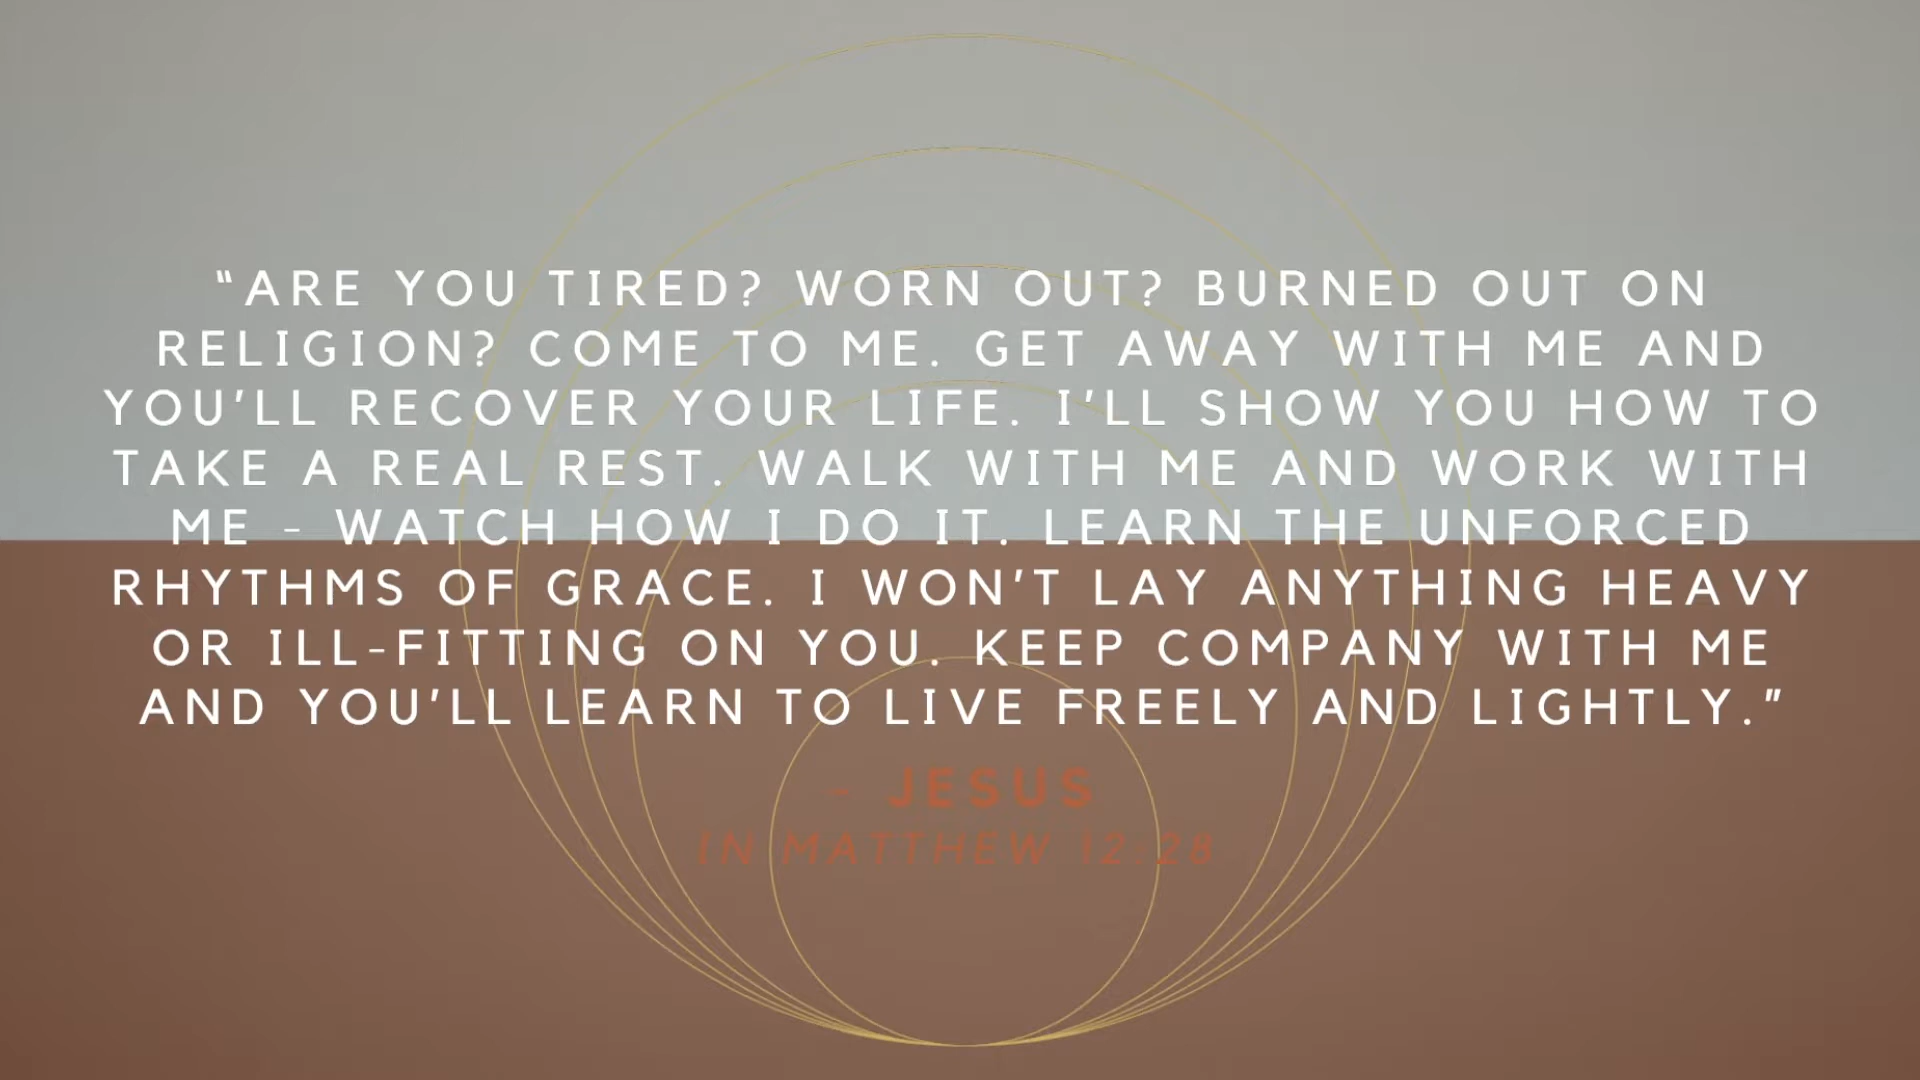 “ARE YOU TIRED? WORN OUT? BURNED OUT ON
RELIGION? COME TO ME. GET AWAY WITH ME AND
YOU’LL RECOVER YOUR LIFE. I’LL SHOW YOU HOW TO
TAKE A REAL REST. WALK WITH ME AND WORK WITH
ME - WATCH HOW I DO IT. LEARN THE UNFORCED
RHYTHMS OF GRACE. I WON’T LAY ANYTHING HEAVY
OR ILL-FITTING ON YOU. KEEP COMPANY WITH ME
AND YOU’LL LEARN TO LIVE FREELY AND LIGHTLY.”
- JESUS
IN MATTHEW 12:28